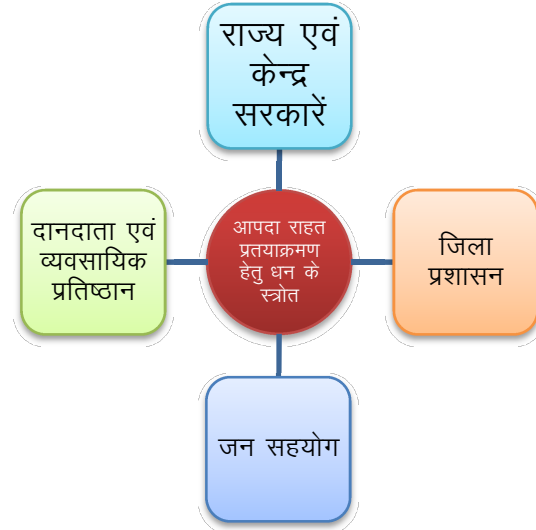 राज्य एवं
केन्द्र
सरकारें
दानदाता एवं
व्यवसायिक
प्रतिष्ठान
आपदा राहत
प्रतयाक्रमण
हेतु धन के
स्त्रोत
जिला
प्रशासन
जन सहयोग